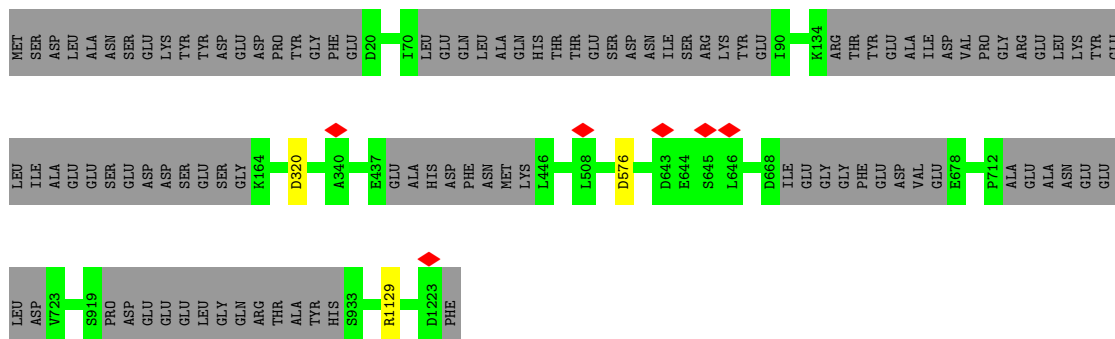 MET SER ASP LEU ALA ASN SER GLU LYS TYR TYR ASP GLU ASP PRO TYR GLY PHE GLU D20 I70 LEU GLU GLN LEU ALA GLN HIS THR THR GLU SER ASP ASN ILE SER ARG LYS TYR GLU I90 K134 ARG THR TYR GLU ALA ILE ASP VAL PRO GLY ARG GLU LEU LYS TYR GLU
LEU ILE ALA GLU GLU SER GLU ASP ASP SER GLU SER GLY K164 D320 A340 E437 GLU ALA HIS ASP PHE ASN MET LYS L446 L508 D576 D643 E644 S645 L646 D668 ILE GLU GLY GLY PHE GLU ASP VAL GLU E678 P712 ALA GLU ALA ASN GLU GLU
LEU ASP V723 S919 PRO ASP GLU GLU GLU LEU GLY GLN ARG THR ALA TYR HIS S933 R1129 D1223 PHE